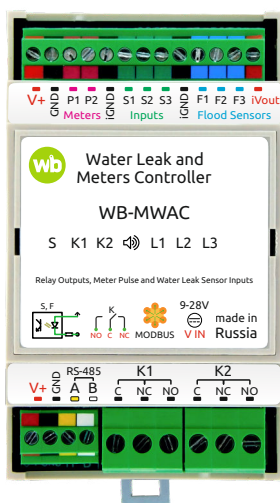 V+ GND P1 P2 iGND S1 S2 S3 iGND F1 F2 F3 iVout
Meters Inputs Flood Sensors
wb
Water Leak and
Meters Controller
WB-MWAC
S K1 K2 L1 L2 L3
Relay Outputs, Meter Pulse and Water Leak Sensor Inputs
S, F K 9-28V
NO C NC MODBUS V IN made in
Russia
RS-485 K1 K2
V+ GND A B C NC NO C NC NO